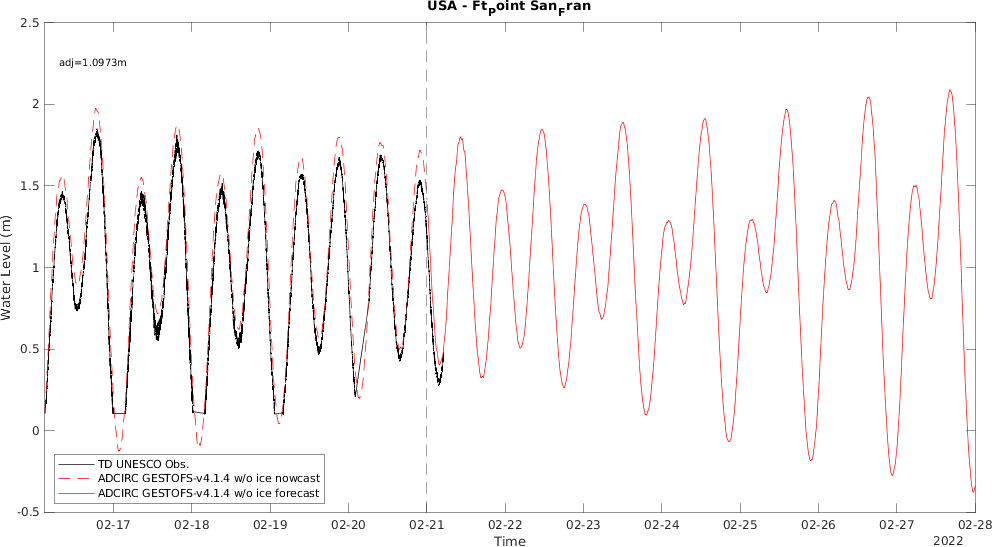 USA - Ft_Point San_Fran
2.5
adj=1.0973m
2
1.5
1
0.5
0
-0.5
Water Level (m)
TD UNESCO Obs.
ADCIRC GESTOFS-v4.1.4 w/o ice nowcast
ADCIRC GESTOFS-v4.1.4 w/o ice forecast
02-17 02-18 02-19 02-20 02-21 02-22 02-23 02-24 02-25 02-26 02-27 02-28
Time
2022